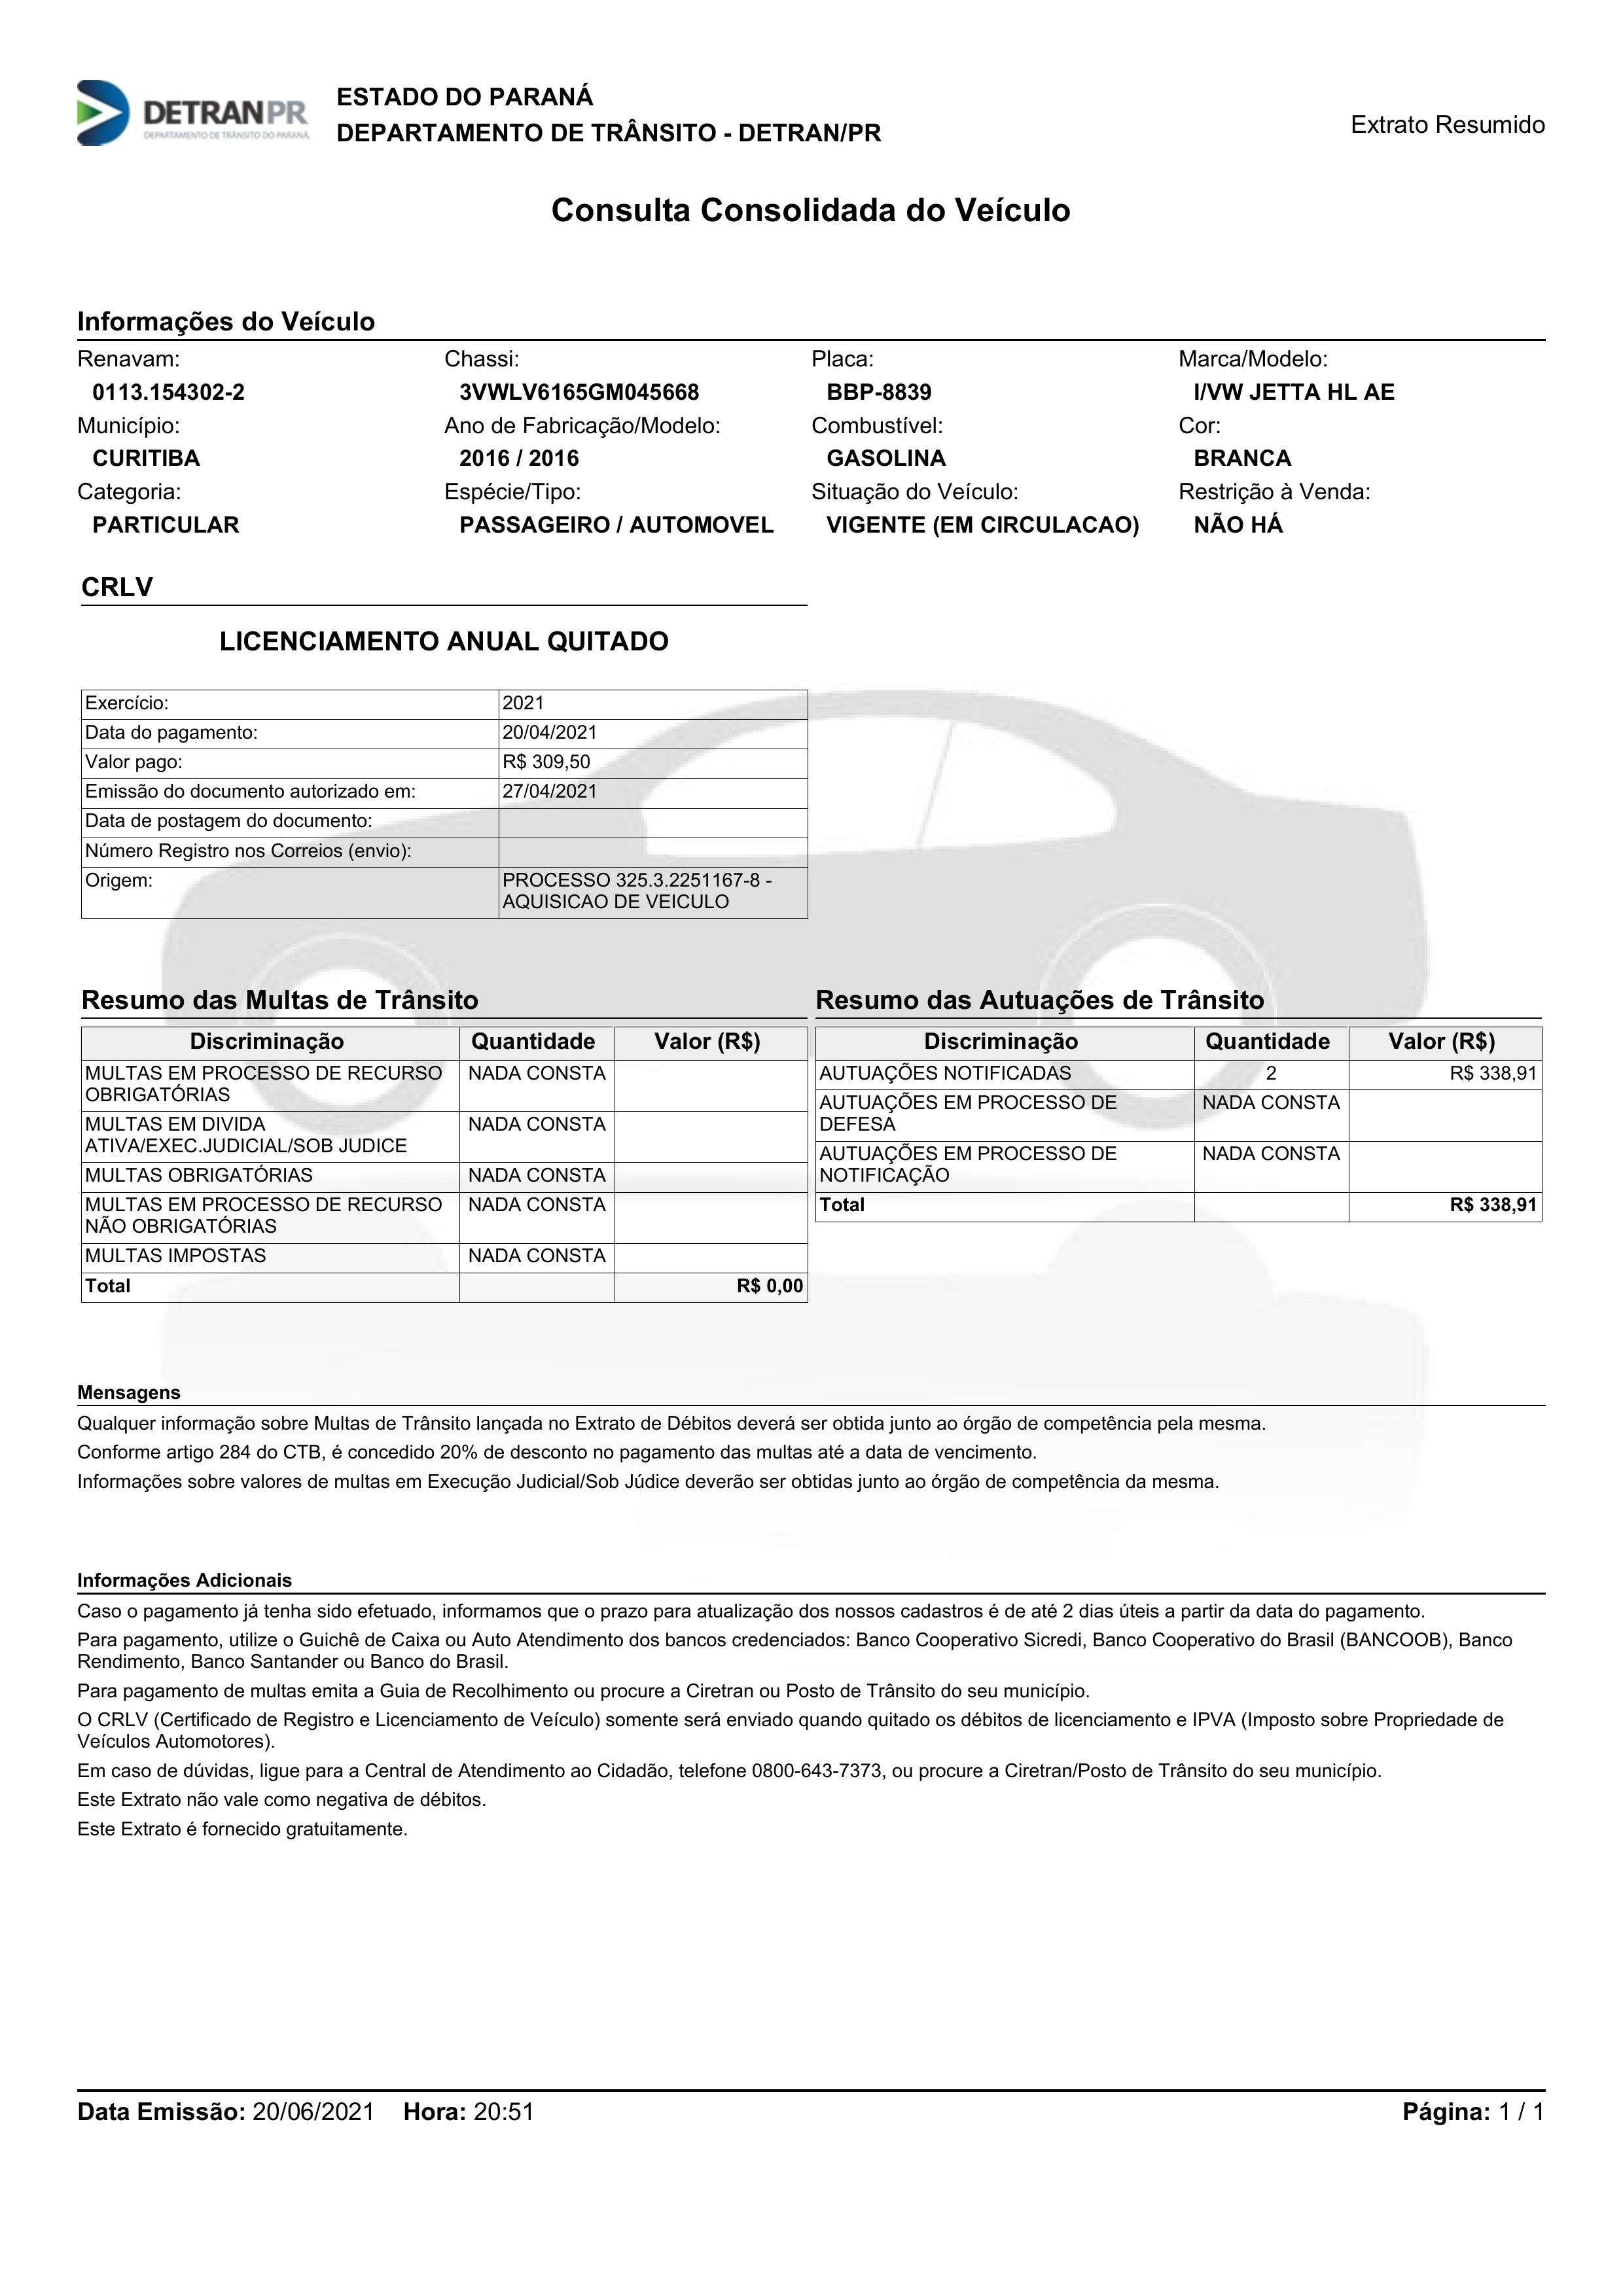 DETRANPR
DEPARTAMENTO DE TRÂNSITO DO PARANÁ
ESTADO DO PARANÁ
DEPARTAMENTO DE TRÂNSITO - DETRAN/PR
Extrato Resumido
Consulta Consolidada do Veículo
Informações do Veículo
Renavam: Chassi: Placa: Marca/Modelo:
0113.154302-2 3VWLV6165GM045668 BBP-8839 I/VW JETTA HL AE
Município: Ano de Fabricação/Modelo: Combustível: Cor:
CURITIBA 2016 / 2016 GASOLINA BRANCA
Categoria: Espécie/Tipo: Situação do Veículo: Restrição à Venda:
PARTICULAR PASSAGEIRO / AUTOMOVEL VIGENTE (EM CIRCULACAO) NÃO HÁ
CRLV
LICENCIAMENTO ANUAL QUITADO
Exercício: 2021
Data do pagamento: 20/04/2021
Valor pago: R$ 309,50
Emissão do documento autorizado em: 27/04/2021
Data de postagem do documento:
Número Registro nos Correios (envio):
Origem: PROCESSO 325.3.2251167-8 -
AQUISICAO DE VEICULO
Resumo das Multas de Trânsito
Discriminação Quantidade Valor (R$)
MULTAS EM PROCESSO DE RECURSO NADA CONSTA
OBRIGATÓRIAS
MULTAS EM DIVIDA NADA CONSTA
ATIVA/EXEC.JUDICIAL/SOB JUDICE
MULTAS OBRIGATÓRIAS NADA CONSTA
MULTAS EM PROCESSO DE RECURSO NADA CONSTA
NÃO OBRIGATÓRIAS
MULTAS IMPOSTAS NADA CONSTA
Total R$ 0,00
Resumo das Autuações de Trânsito
Discriminação Quantidade Valor (R$)
AUTUAÇÕES NOTIFICADAS 2 R$ 338,91
AUTUAÇÕES EM PROCESSO DE NADA CONSTA
DEFESA
AUTUAÇÕES EM PROCESSO DE NADA CONSTA
NOTIFICAÇÃO
Total R$ 338,91
Mensagens
Qualquer informação sobre Multas de Trânsito lançada no Extrato de Débitos deverá ser obtida junto ao órgão de competência pela mesma.
Conforme artigo 284 do CTB, é concedido 20% de desconto no pagamento das multas até a data de vencimento.
Informações sobre valores de multas em Execução Judicial/Sob Júdice deverão ser obtidas junto ao órgão de competência da mesma.
Informações Adicionais
Caso o pagamento já tenha sido efetuado, informamos que o prazo para atualização dos nossos cadastros é de até 2 dias úteis a partir da data do pagamento.
Para pagamento, utilize o Guichê de Caixa ou Auto Atendimento dos bancos credenciados: Banco Cooperativo Sicredi, Banco Cooperativo do Brasil (BANCOOB), Banco
Rendimento, Banco Santander ou Banco do Brasil.
Para pagamento de multas emita a Guia de Recolhimento ou procure a Ciretran ou Posto de Trânsito do seu município.
O CRLV (Certificado de Registro e Licenciamento de Veículo) somente será enviado quando quitado os débitos de licenciamento e IPVA (Imposto sobre Propriedade de
Veículos Automotores).
Em caso de dúvidas, ligue para a Central de Atendimento ao Cidadão, telefone 0800-643-7373, ou procure a Ciretran/Posto de Trânsito do seu município.
Este Extrato não vale como negativa de débitos.
Este Extrato é fornecido gratuitamente.
Data Emissão: 20/06/2021 Hora: 20:51 Página: 1 / 1